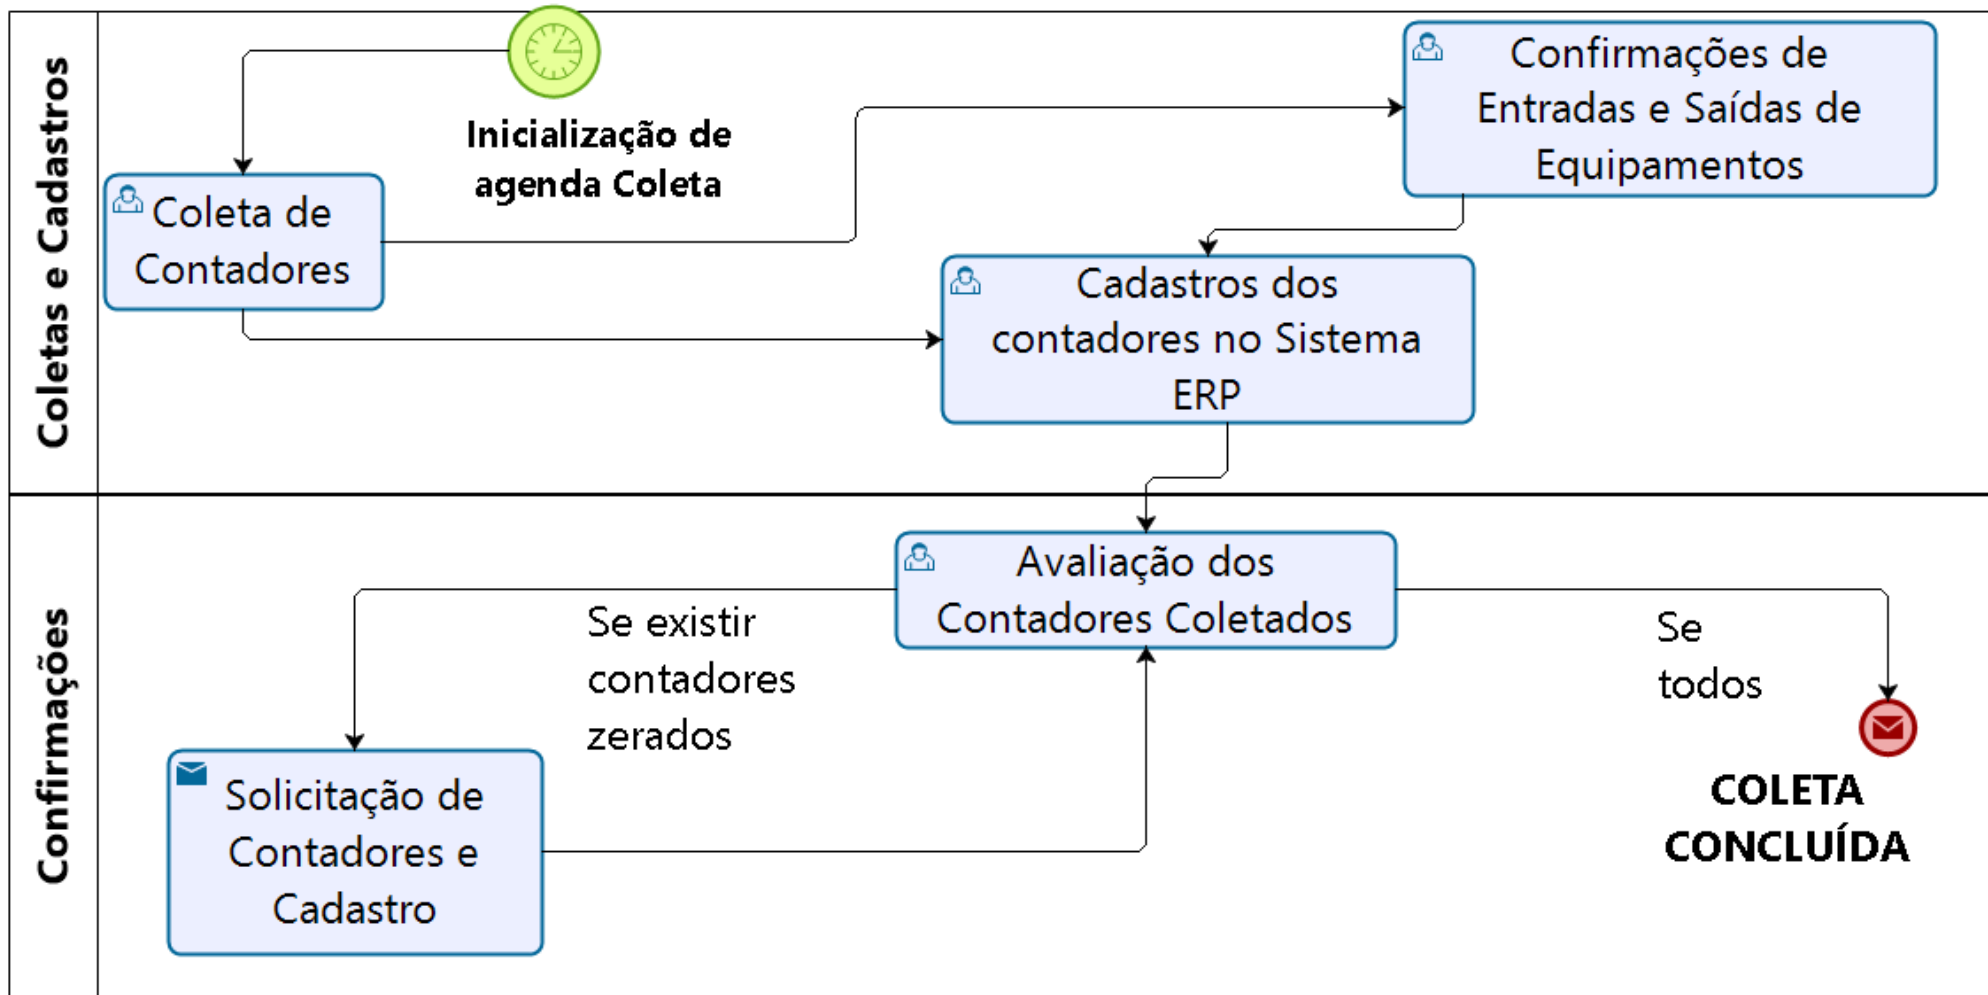 Coletas e Cadastros
Inicialização de
agenda Coleta
Coleta de
Contadores
Confirmações de
Entradas e Saídas de
Equipamentos
Cadastros dos
contadores no Sistema
ERP
Confirmações
Avaliação dos
Contadores Coletados
Se existir
contadores
zerados
Se
todos
Solicitação de
Contadores e
Cadastro
COLETA
CONCLUÍDA